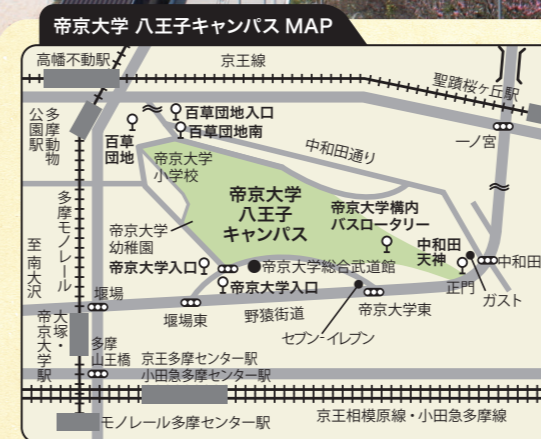 帝京大学 八王子キャンパス MAP
高幡不動駅
京王線
聖蹟桜ヶ丘駅
多摩動物
公園駅
百草団地入口
百草団地南
百草
団地
一ノ宮
中和田通り
帝京大学
小学校
帝京大学
八王子
キャンパス
帝京大学構内
バスロータリー
多摩モノレール
至 南大沢
帝京大学
幼稚園
中和田
天神
帝京大学入口
帝京大学総合武道館
中和田
正門
ガスト
帝京大学入口
堰場
堰場東
野猿街道
帝京大学東
セブン-イレブン
大塚・
帝京大学駅
多摩
山王橋
京王多摩センター駅
小田急多摩センター駅
モノレール多摩センター駅
京王相模原線・小田急多摩線